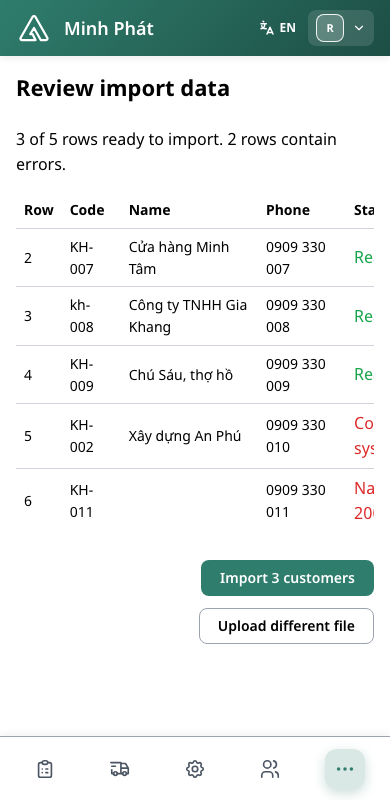 Minh Phát
EN
R
Review import data
3 of 5 rows ready to import. 2 rows contain
errors.
Row Code Name Phone
2 KH-007 Cửa hàng Minh Tâm 0909 330 007
3 kh-008 Công ty TNHH Gia Khang 0909 330 008
4 KH-009 Chú Sáu, thợ hồ 0909 330 009
5 KH-002 Xây dựng An Phú 0909 330 010
6 KH-011 0909 330 011
Import 3 customers
Upload different file